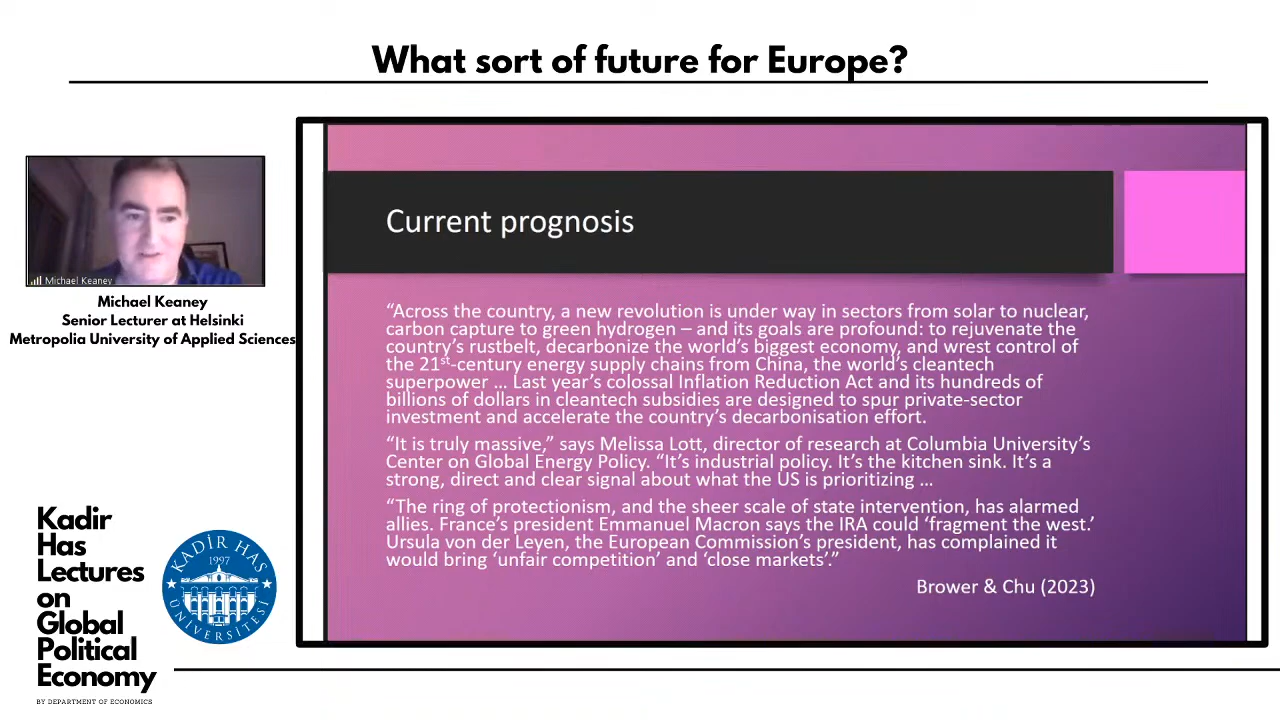 What sort of future for Europe?
Michael Keaney
Michael Keaney
Senior Lecturer at Helsinki
Metropolia University of Applied Sciences
Current prognosis
“Across the country, a new revolution is under way in sectors from solar to nuclear,
carbon capture to green hydrogen – and its goals are profound: to rejuvenate the
country’s rustbelt, decarbonize the world’s biggest economy, and wrest control of
the 21st-century energy supply chains from China, the world’s cleantech
superpower … Last year’s colossal Inflation Reduction Act and its hundreds of
billions of dollars in cleantech subsidies are designed to spur private-sector
investment and accelerate the country’s decarbonisation effort.
“It is truly massive,” says Melissa Lott, director of research at Columbia University’s
Center on Global Energy Policy. “It’s industrial policy. It’s the kitchen sink. It’s a
strong, direct and clear signal about what the US is prioritizing …
“The ring of protectionism, and the sheer scale of state intervention, has alarmed
allies. France’s president Emmanuel Macron says the IRA could ‘fragment the west.’
Ursula von der Leyen, the European Commission’s president, has complained it
would bring ‘unfair competition’ and ‘close markets’.”
Brower & Chu (2023)
Kadir
Has
Lectures
on
Global
Political
Economy
BY DEPARTMENT OF ECONOMICS
KADİR HAS
1997
ÜNİVERSİTESİ